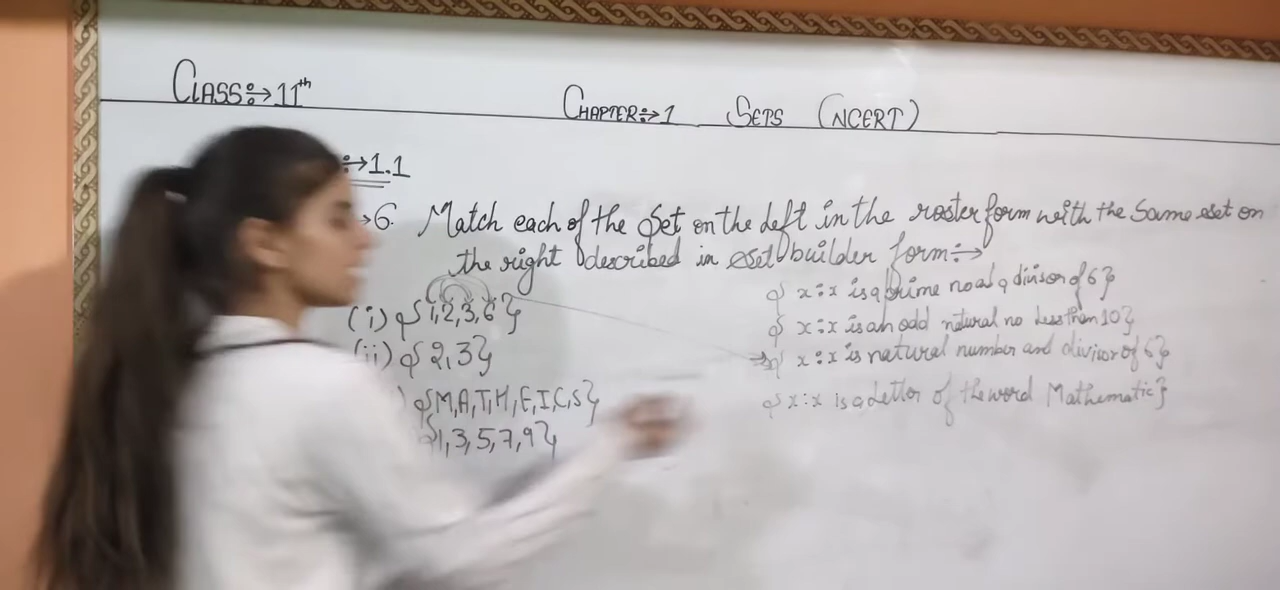 CLASS:→11th
CHAPTER:→1 SETS (NCERT)
:→1.1
→6. Match each of the Set on the left in the roster form with the Same set on
the right described in set builder form:→
(i) {1,2,3,6}
{x:x is a prime no and a divisor of 6}
(ii) {2,3}
{x:x is an odd natural no less than 10}
) {M,A,T,H,E,I,C,S}
{x:x is natural number and divisor of 6}
{1,3,5,7,9}
{x:x is a letter of the word Mathematic}